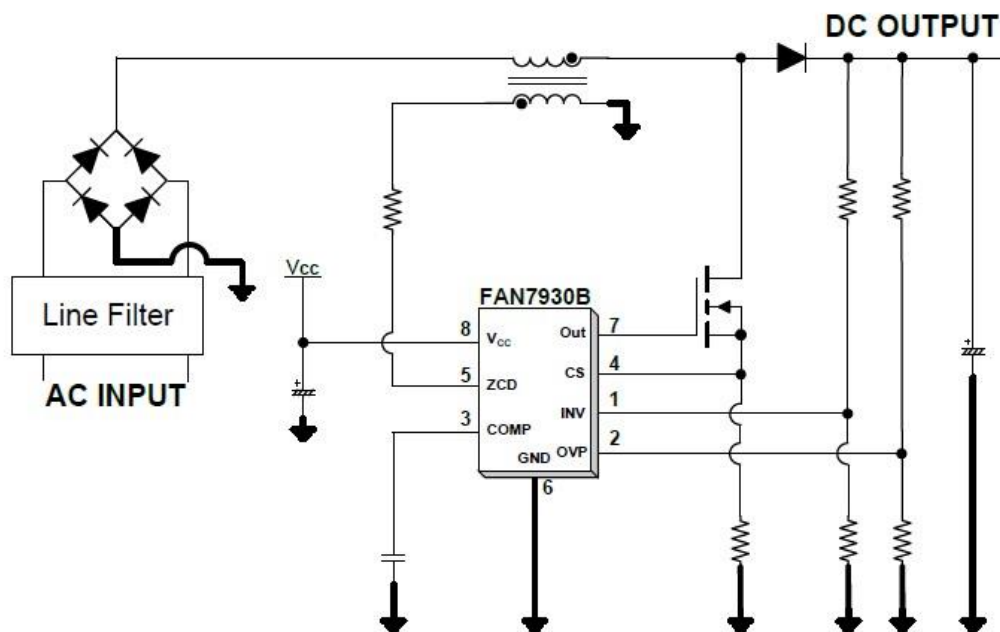 DC OUTPUT
Line Filter
AC INPUT
Vcc
FAN7930B
8
VCC
5
ZCD
3
COMP
GND
6
Out
7
CS
4
INV
1
OVP
2
+
+